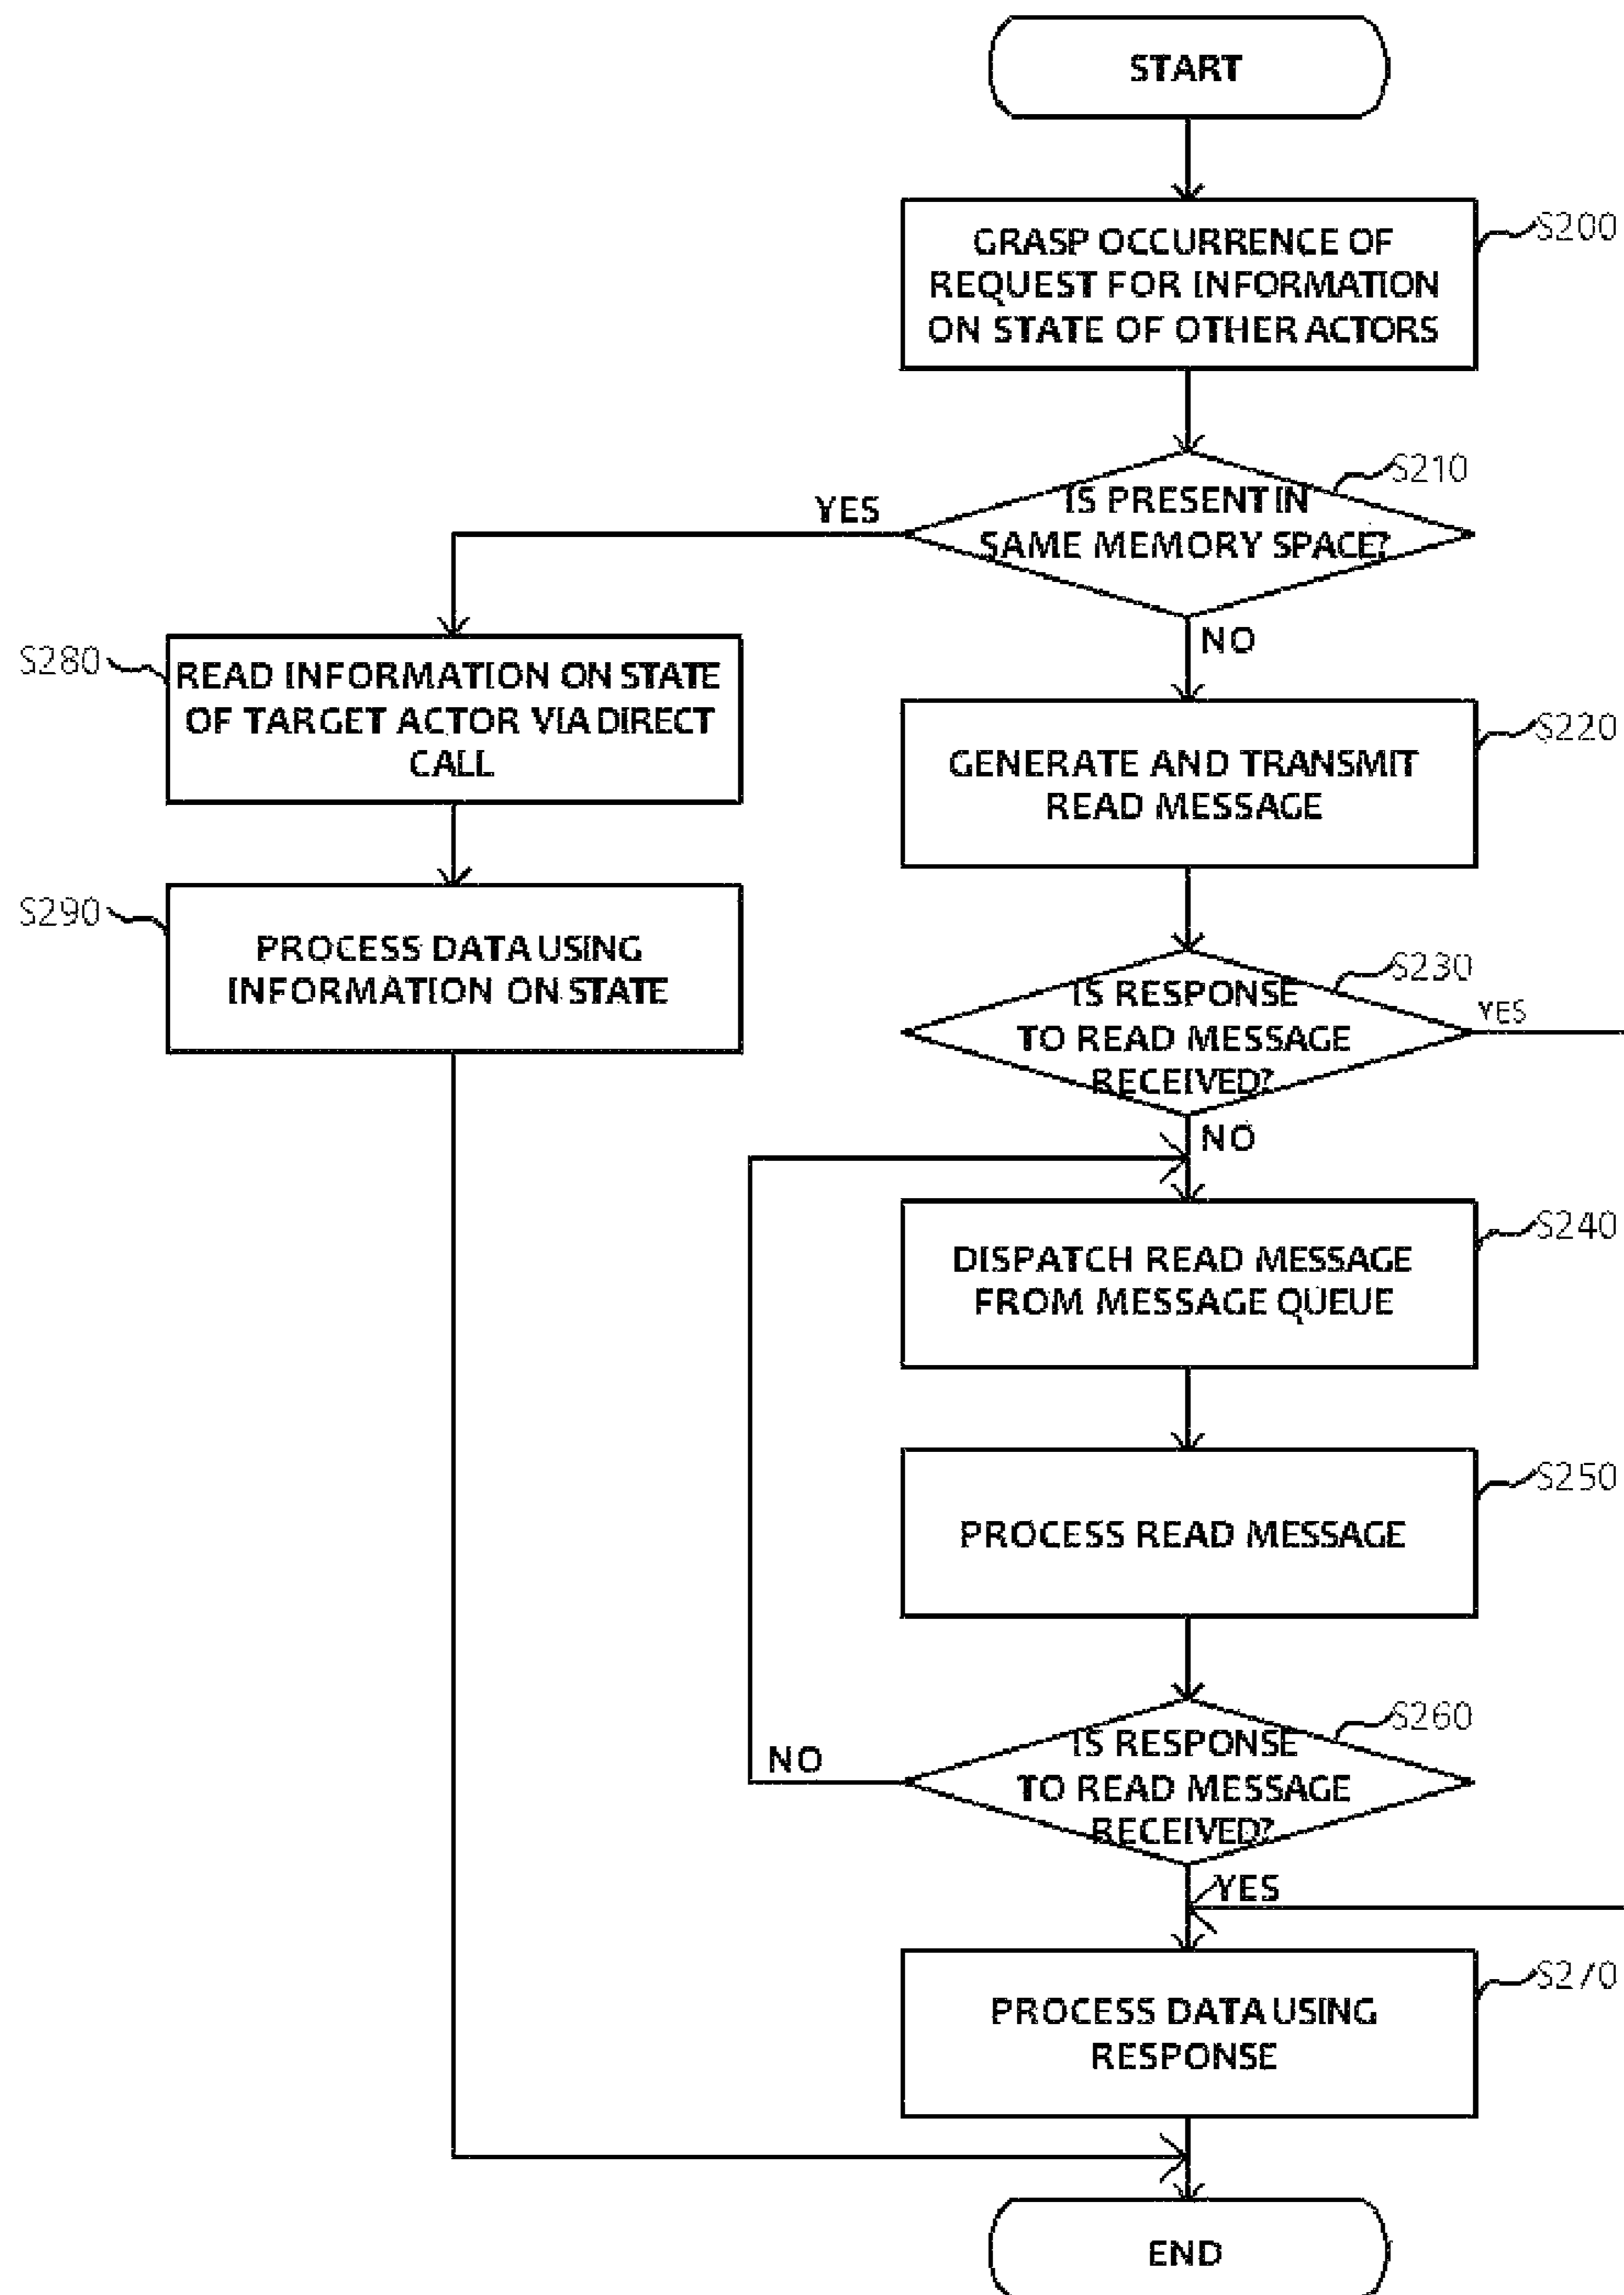 START
GRASP OCCURRENCE OF
REQUEST FOR INFORMATION
ON STATE OF OTHER ACTORS
S200
IS PRESENT IN
SAME MEMORY SPACE?
S210
YES
NO
READ INFORMATION ON STATE
OF TARGET ACTOR VIA DIRECT
CALL
S280
GENERATE AND TRANSMIT
READ MESSAGE
S220
PROCESS DATA USING
INFORMATION ON STATE
S290
IS RESPONSE
TO READ MESSAGE
RECEIVED?
S230
YES
NO
DISPATCH READ MESSAGE
FROM MESSAGE QUEUE
S240
PROCESS READ MESSAGE
S250
IS RESPONSE
TO READ MESSAGE
RECEIVED?
S260
NO
YES
PROCESS DATA USING
RESPONSE
S270
END